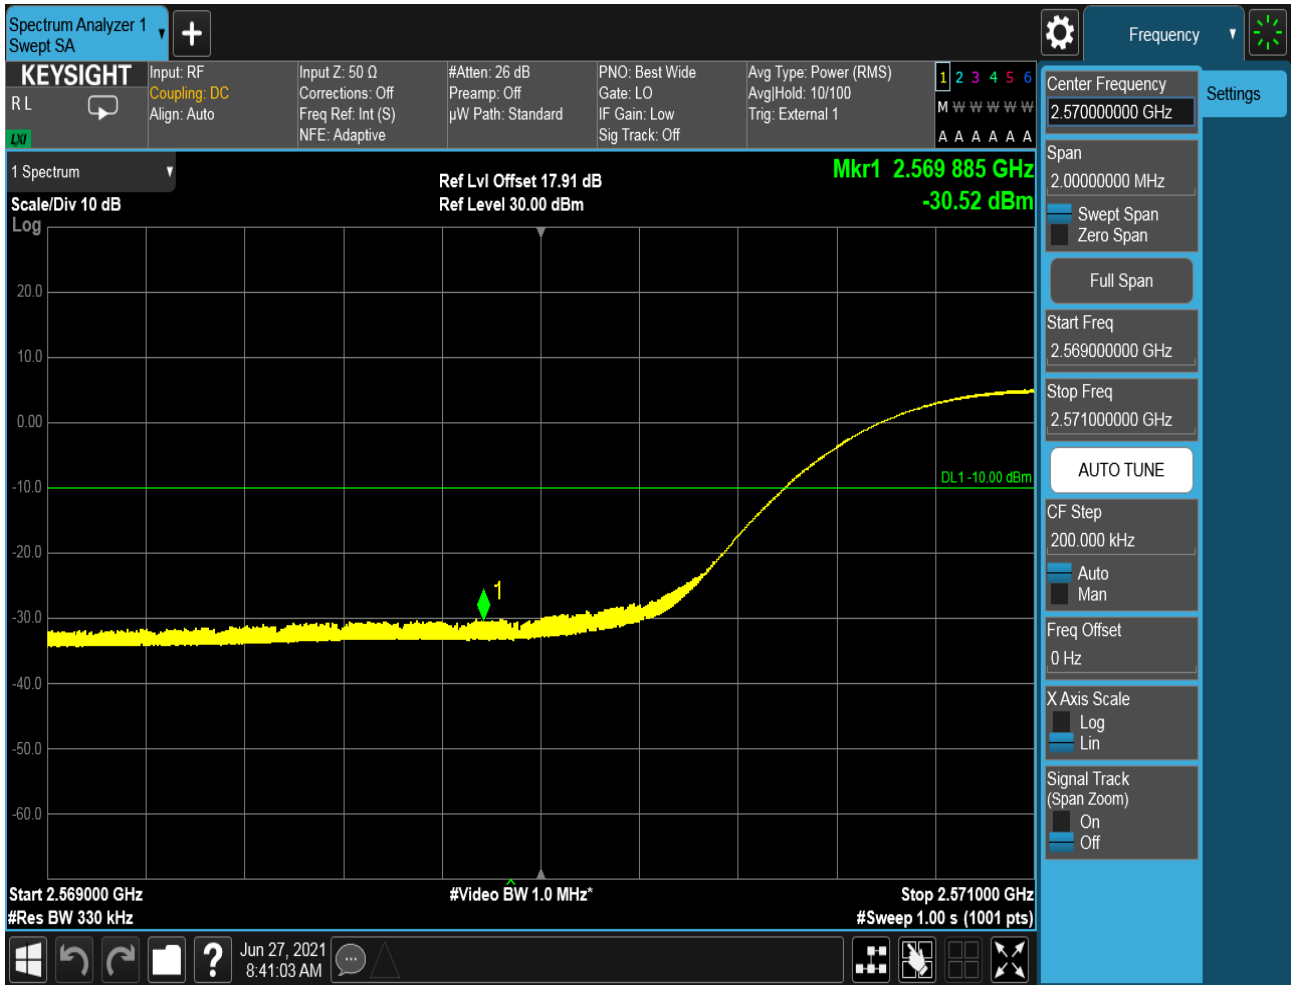 Spectrum Analyzer 1
Swept SA
Frequency
KEYSIGHT
R L
LXI
Input: RF
Coupling: DC
Align: Auto
Input Z: 50 Ω
Corrections: Off
Freq Ref: Int (S)
NFE: Adaptive
#Atten: 26 dB
Preamp: Off
µW Path: Standard
PNO: Best Wide
Gate: LO
IF Gain: Low
Sig Track: Off
Avg Type: Power (RMS)
Avg|Hold: 10/100
Trig: External 1
1 2 3 4 5 6
M W W W W W
A A A A A A
Center Frequency
2.570000000 GHz
Settings
Span
2.00000000 MHz
Swept Span
Zero Span
Full Span
Start Freq
2.569000000 GHz
Stop Freq
2.571000000 GHz
AUTO TUNE
CF Step
200.000 kHz
Auto
Man
Freq Offset
0 Hz
X Axis Scale
Log
Lin
Signal Track
(Span Zoom)
On
Off
1 Spectrum
Scale/Div 10 dB
Log
Ref Lvl Offset 17.91 dB
Ref Level 30.00 dBm
Mkr1 2.569 885 GHz
-30.52 dBm
20.0
10.0
0.00
-10.0
DL1 -10.00 dBm
-20.0
1
-30.0
-40.0
-50.0
-60.0
Start 2.569000 GHz
#Video BW 1.0 MHz*
Stop 2.571000 GHz
#Res BW 330 kHz
#Sweep 1.00 s (1001 pts)
?
Jun 27, 2021
8:41:03 AM